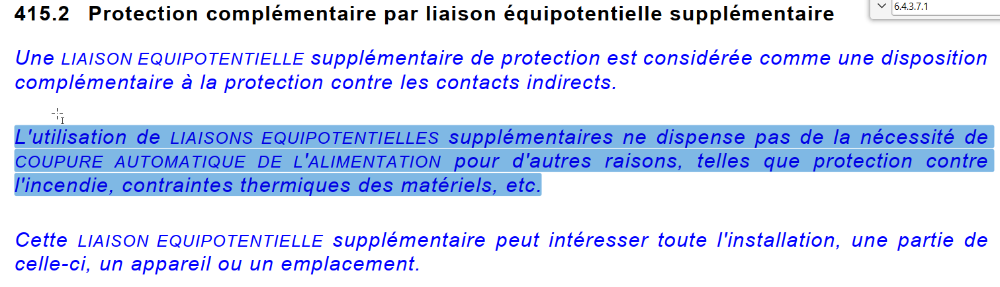 415.2 Protection complémentaire par liaison équipotentielle supplémentaire
6.4.3.7.1
Une LIAISON EQUIPOTENTIELLE supplémentaire de protection est considérée comme une disposition
complémentaire à la protection contre les contacts indirects.
L'utilisation de LIAISONS EQUIPOTENTIELLES supplémentaires ne dispense pas de la nécessité de
COUPURE AUTOMATIQUE DE L'ALIMENTATION pour d'autres raisons, telles que protection contre
l'incendie, contraintes thermiques des matériels, etc.
Cette LIAISON EQUIPOTENTIELLE supplémentaire peut intéresser toute l'installation, une partie de
celle-ci, un appareil ou un emplacement.